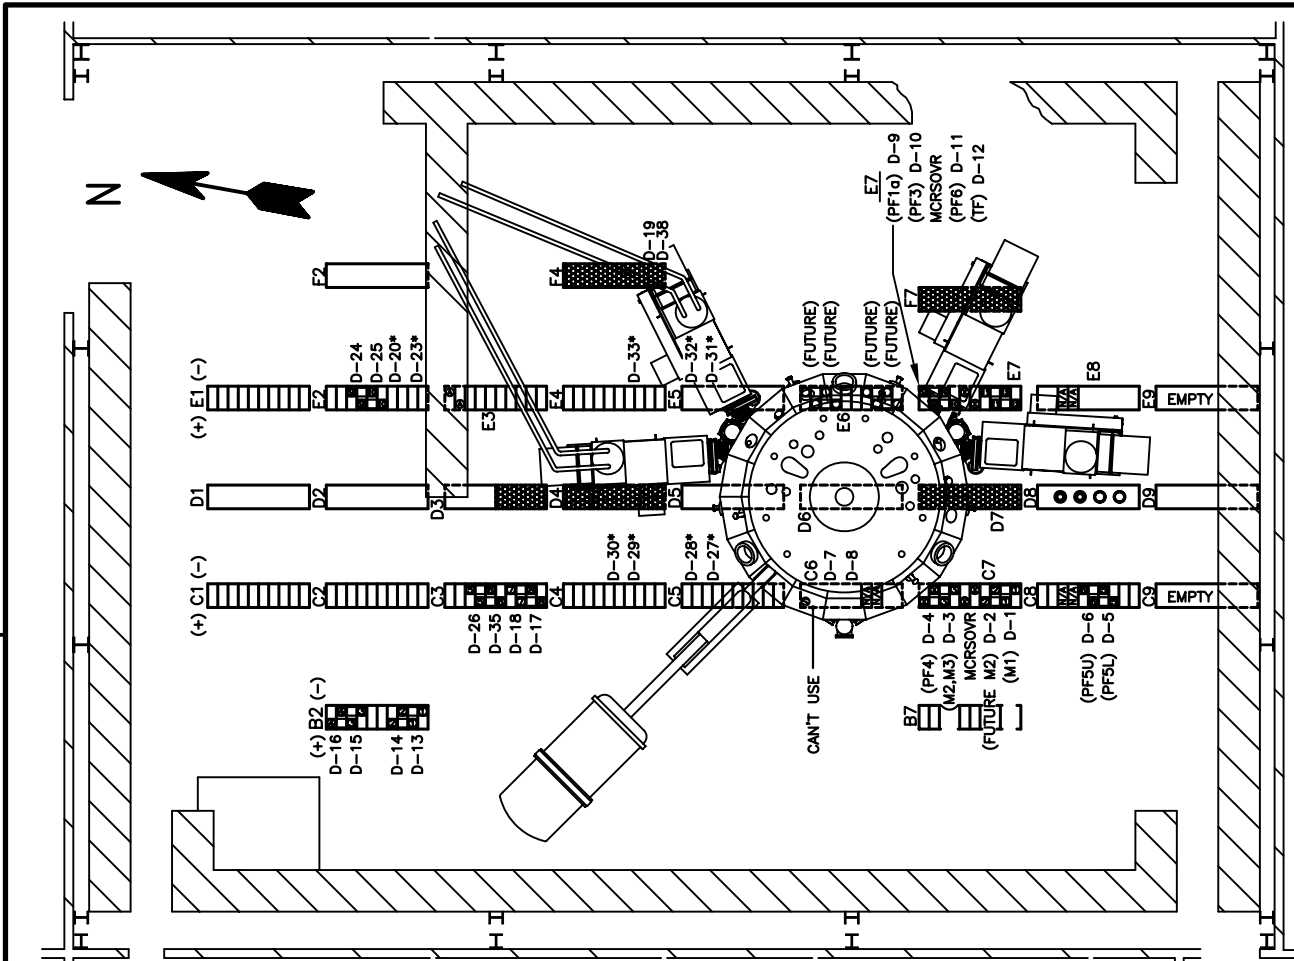 N
E7
(PF1a) D-9
(PF3) D-10
MCRSOVR
(PF6) D-11
(TF) D-12
F2
F4
D-19
D-38
F7
(+) E1 (-)
E2
D-24
D-25
D-20*
D-23*
E3
E4
D-33*
E5
D-32*
D-31*
(FUTURE)
(FUTURE)
E6
(FUTURE)
(FUTURE)
E7
N/A
N/A
E8
E9
EMPTY
D1
D2
D3
D4
D5
D6
D7
D8
D9
(+) C1 (-)
C2
C3
D-26
D-35
D-18
D-17
C4
D-30*
D-29*
C5
D-28*
D-27*
C6
D-7
D-8
N/A
N/A
CAN'T USE
C7
(PF4) D-4
(M2,M3) D-3
MCRSOVR
(FUTURE M2) D-2
(M1) D-1
C8
N/A
N/A
(PF5U) D-6
(PF5L) D-5
C9
EMPTY
(+) B2 (-)
D-16
D-15
D-14
D-13
B7